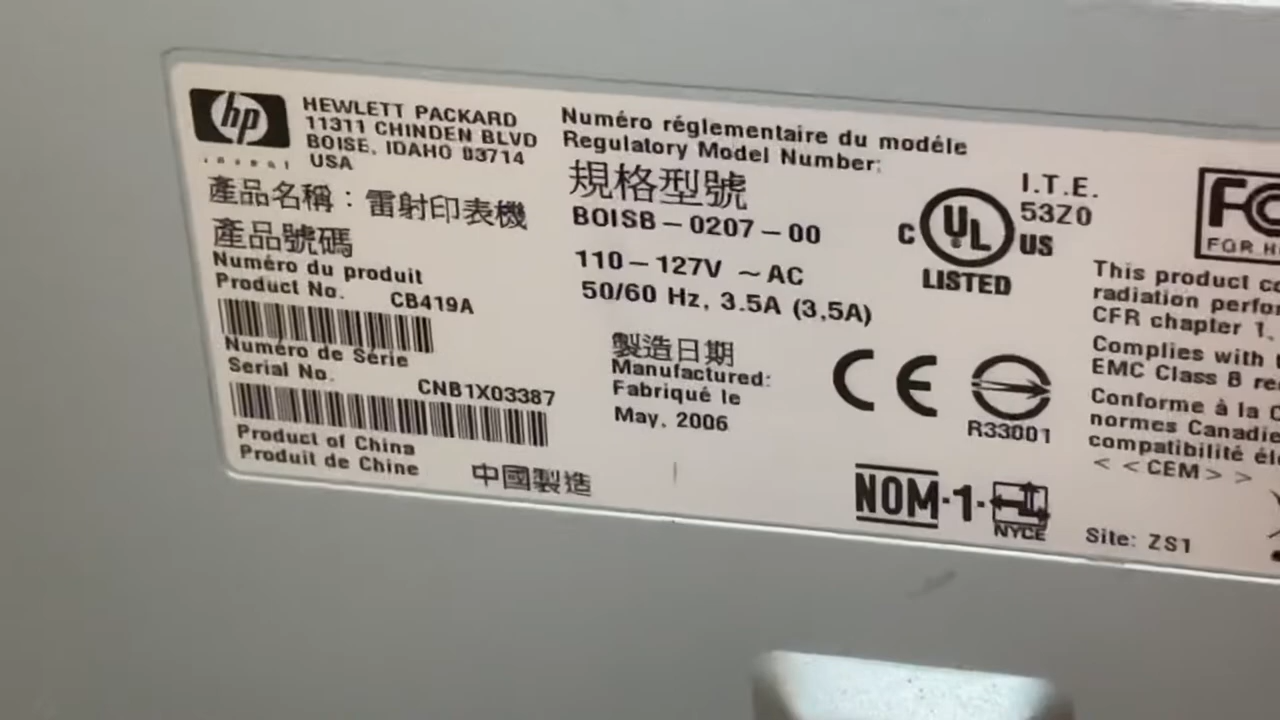 hp
HEWLETT PACKARD
11311 CHINDEN BLVD
BOISE, IDAHO 83714
USA
invent
產品名稱：雷射印表機
產品號碼
Numéro du produit
Product No. CB419A
Numéro de Série
Serial No. CNB1X03387
Product of China
Produit de Chine 中國製造
Numéro réglementaire du modéle
Regulatory Model Number:
規格型號
BOISB-0207-00
110-127V ~AC
50/60 Hz, 3.5A (3,5A)
製造日期
Manufactured:
Fabriqué le
May, 2006
I.T.E.
53Z0
C UL US
LISTED
CE
R33001
NOM-1-
NYCE
FC
FOR H
This product co
radiation perfor
CFR chapter 1,
Complies with
EMC Class B re
Conforme à la C
normes Canadie
compatibilité éle
< < CEM > >
Site: ZS1